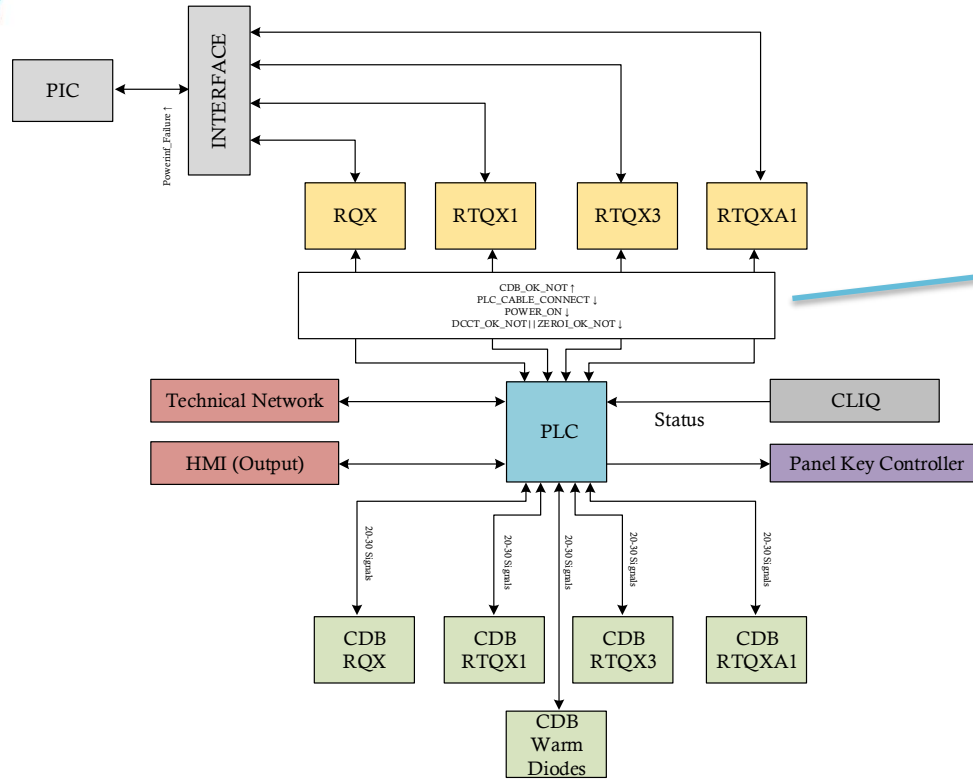 PIC
INTERFACE
Powerinf_Failure ↑
RQX
RTQX1
RTQX3
RTQXA1
CDB_OK_NOT ↑
PLC_CABLE_CONNECT ↓
POWER_ON ↓
DCCT_OK_NOT||ZEROI_OK_NOT ↓
Technical Network
PLC
CLIQ
Status
HMI (Output)
Panel Key Controller
20-30 Signals
20-30 Signals
20-30 Signals
20-30 Signals
20-30 Signals
CDB
RQX
CDB
RTQX1
CDB
RTQX3
CDB
RTQXA1
CDB
Warm
Diodes